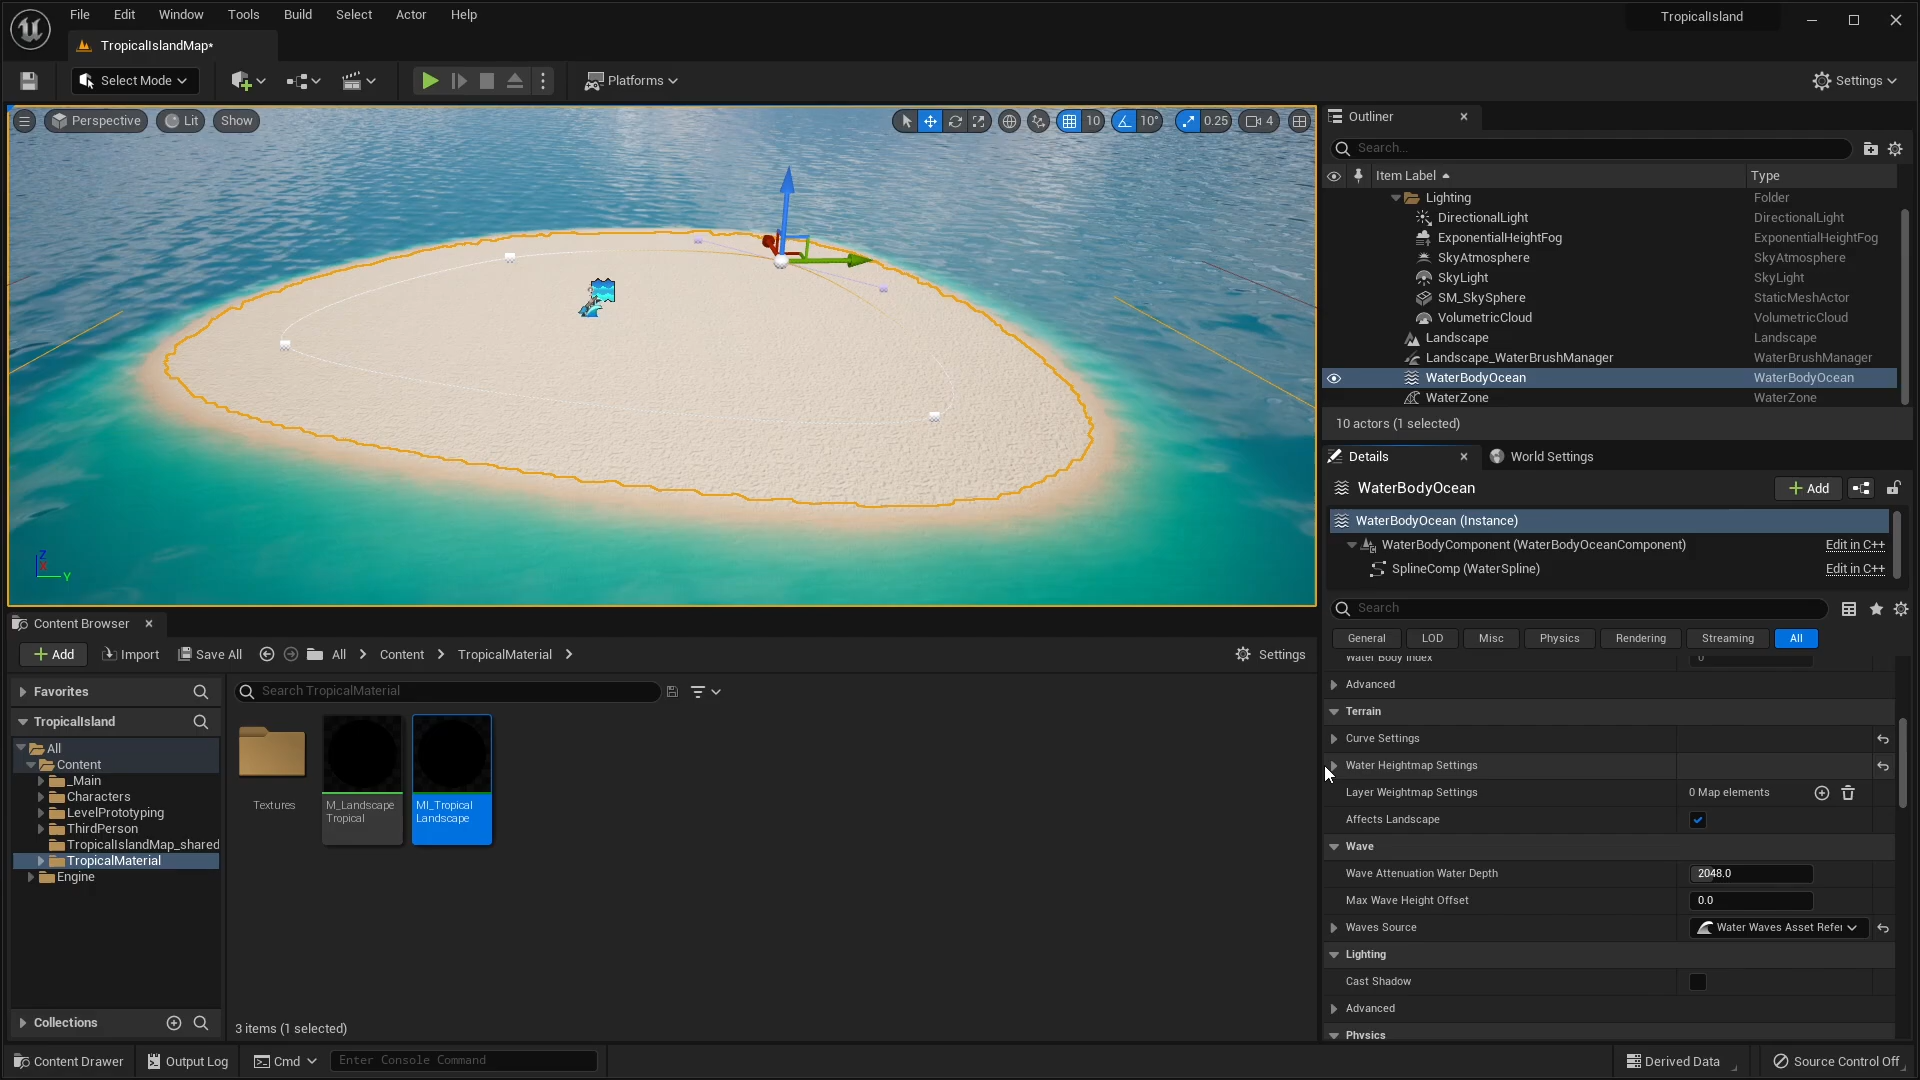 File Edit Window Tools Build Select Actor Help
TropicalIsland
TropicalIslandMap*
Select Mode
Platforms
Settings
Perspective Lit Show
10 10° 0.25 4
Z
X
Y
Outliner
Search...
Item Label Type
Lighting Folder
DirectionalLight DirectionalLight
ExponentialHeightFog ExponentialHeightFog
SkyAtmosphere SkyAtmosphere
SkyLight SkyLight
SM_SkySphere StaticMeshActor
VolumetricCloud VolumetricCloud
Landscape Landscape
Landscape_WaterBrushManager WaterBrushManager
WaterBodyOcean WaterBodyOcean
WaterZone WaterZone
10 actors (1 selected)
Details World Settings
WaterBodyOcean
Add
WaterBodyOcean (Instance)
WaterBodyComponent (WaterBodyOceanComponent) Edit in C++
SplineComp (WaterSpline) Edit in C++
Search
General LOD Misc Physics Rendering Streaming All
Water Body Index 0
Advanced
Terrain
Curve Settings
Water Heightmap Settings
Layer Weightmap Settings 0 Map elements
Affects Landscape
Wave
Wave Attenuation Water Depth 2048.0
Max Wave Height Offset 0.0
Waves Source Water Waves Asset Refer
Lighting
Cast Shadow
Advanced
Physics
Content Browser
Add Import Save All All Content TropicalMaterial Settings
Favorites
TropicalIsland
All
Content
_Main
Characters
LevelPrototyping
ThirdPerson
TropicalIslandMap_shared
TropicalMaterial
Engine
Collections
Search TropicalMaterial
Textures
M_Landscape
Tropical
MI_Tropical
Landscape
3 items (1 selected)
Content Drawer Output Log Cmd Enter Console Command Derived Data Source Control Off